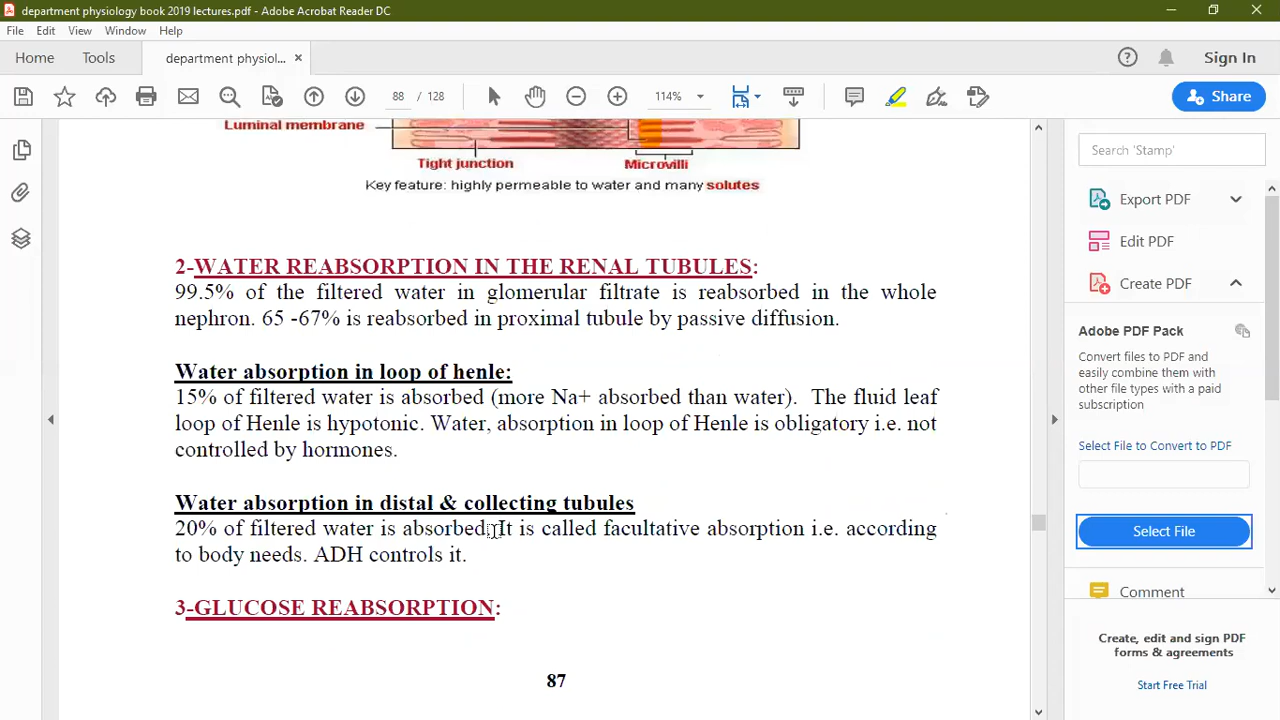 department physiology book 2019 lectures.pdf - Adobe Acrobat Reader DC
File Edit View Window Help
Home Tools department physiol... × Sign In
88 / 128 114% Share
Luminal membrane
Tight junction Microvilli
Key feature: highly permeable to water and many solutes
2-WATER REABSORPTION IN THE RENAL TUBULES:
99.5% of the filtered water in glomerular filtrate is reabsorbed in the whole
nephron. 65 -67% is reabsorbed in proximal tubule by passive diffusion.
Water absorption in loop of henle:
15% of filtered water is absorbed (more Na+ absorbed than water). The fluid leaf
loop of Henle is hypotonic. Water, absorption in loop of Henle is obligatory i.e. not
controlled by hormones.
Water absorption in distal & collecting tubules
20% of filtered water is absorbed. It is called facultative absorption i.e. according
to body needs. ADH controls it.
3-GLUCOSE REABSORPTION:
87
Search 'Stamp'
Export PDF
Edit PDF
Create PDF
Adobe PDF Pack
Convert files to PDF and
easily combine them with
other file types with a paid
subscription
Select File to Convert to PDF
Select File
Comment
Create, edit and sign PDF
forms & agreements
Start Free Trial